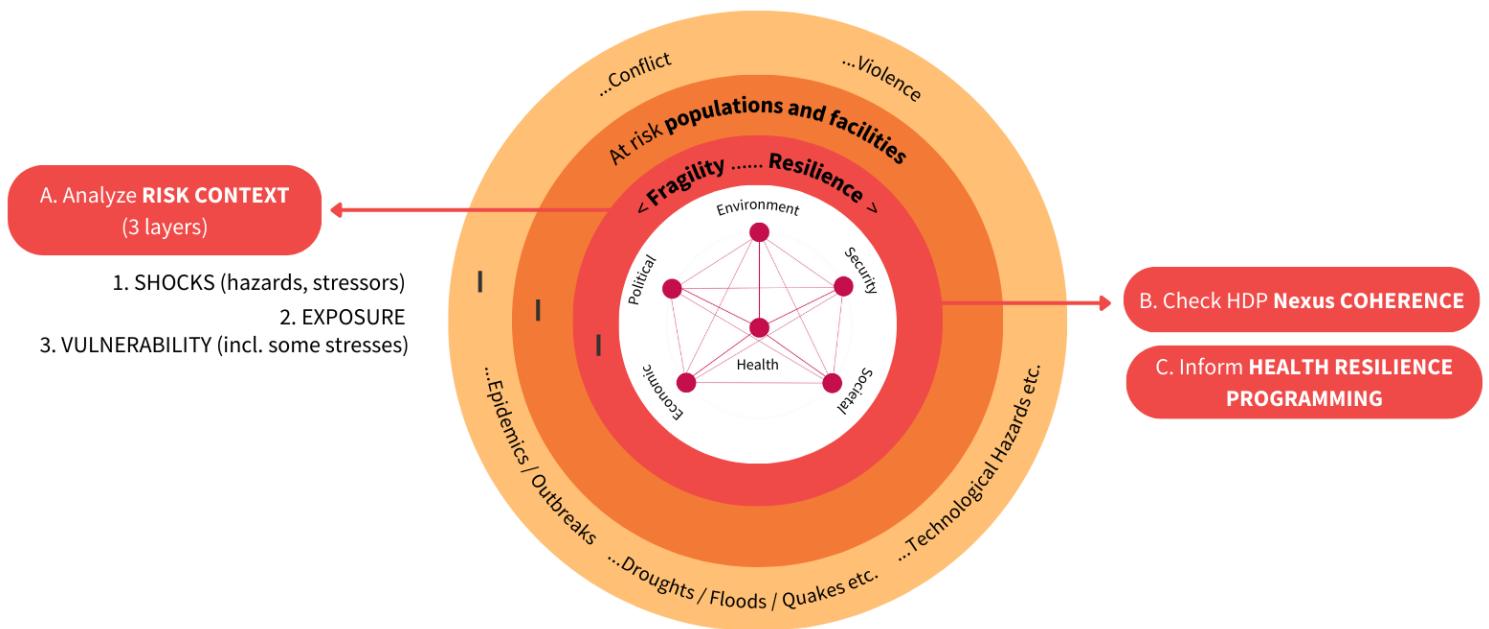 ...Conflict
...Violence
At risk populations and facilities
< Fragility ...... Resilience >
A. Analyze RISK CONTEXT
(3 layers)
1. SHOCKS (hazards, stressors)
2. EXPOSURE
3. VULNERABILITY (incl. some stresses)
Environment
Political
Security
Health
Economic
Societal
B. Check HDP Nexus COHERENCE
C. Inform HEALTH RESILIENCE
PROGRAMMING
...Epidemics / Outbreaks
...Droughts / Floods / Quakes etc.
...Technological Hazards etc.